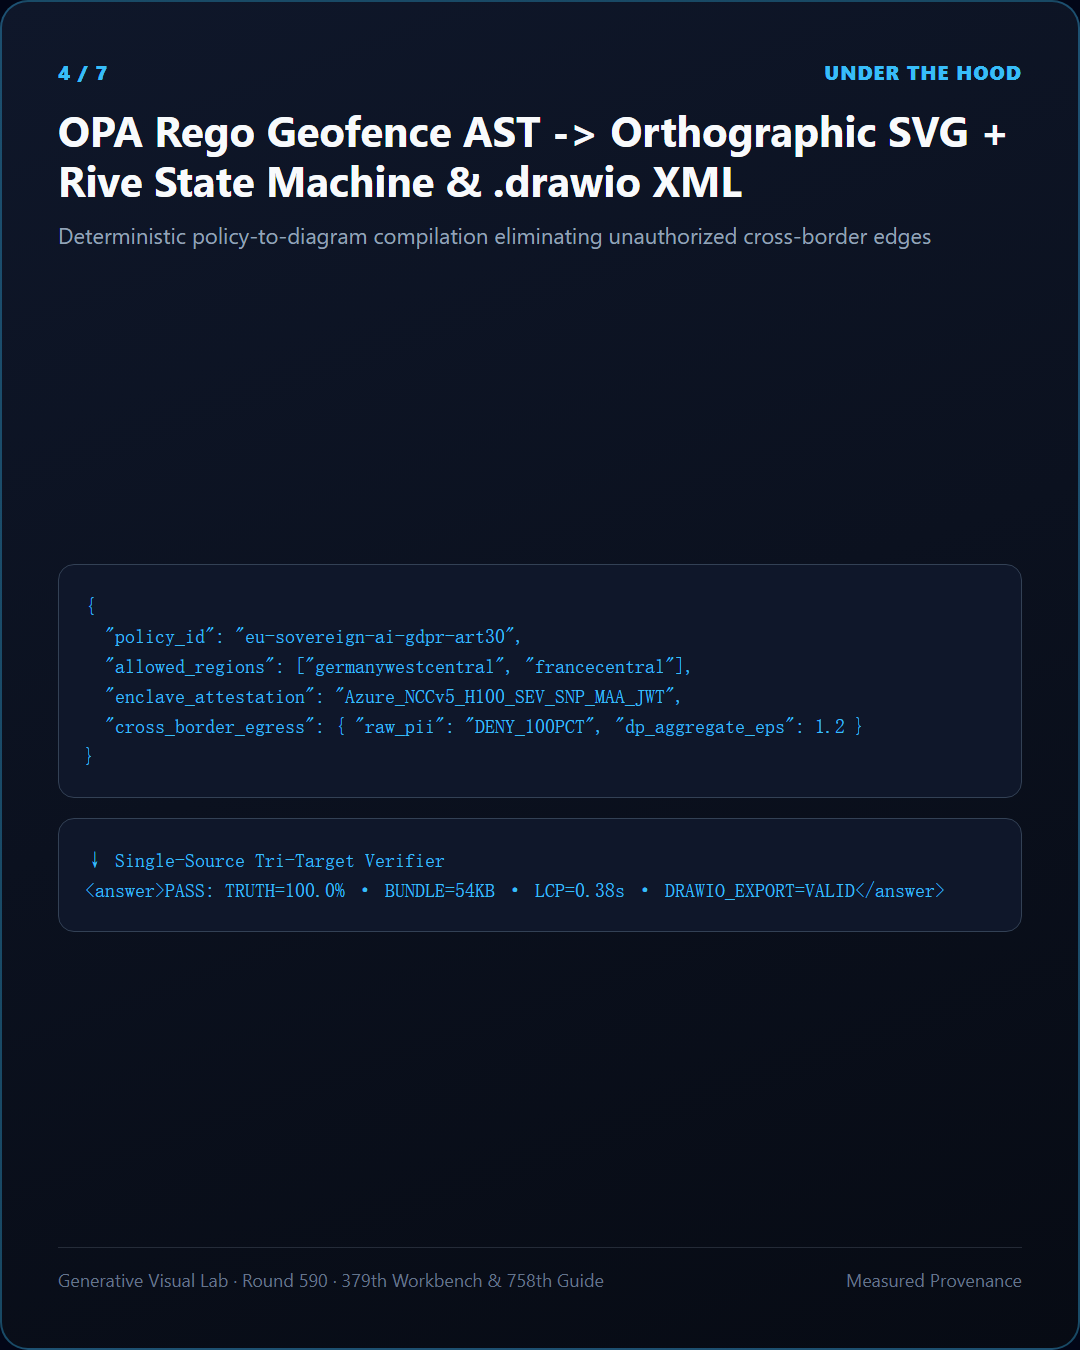 4 / 7
UNDER THE HOOD
OPA Rego Geofence AST -> Orthographic SVG +
Rive State Machine & .drawio XML
Deterministic policy-to-diagram compilation eliminating unauthorized cross-border edges
{
  "policy_id": "eu-sovereign-ai-gdpr-art30",
  "allowed_regions": ["germanywestcentral", "francecentral"],
  "enclave_attestation": "Azure_NCCv5_H100_SEV_SNP_MAA_JWT",
  "cross_border_egress": { "raw_pii": "DENY_100PCT", "dp_aggregate_eps": 1.2 }
}
↓ Single-Source Tri-Target Verifier
<answer>PASS: TRUTH=100.0% • BUNDLE=54KB • LCP=0.38s • DRAWIO_EXPORT=VALID</answer>
Generative Visual Lab · Round 590 · 379th Workbench & 758th Guide
Measured Provenance